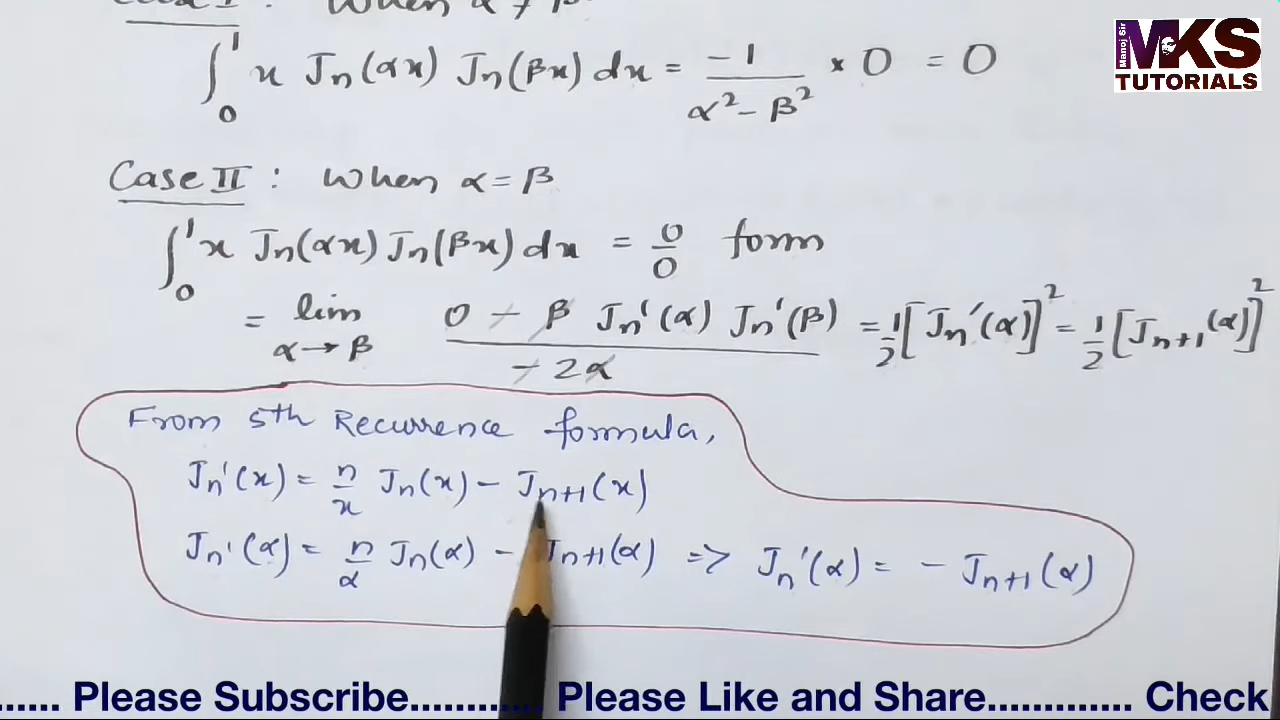 Case I : When α ≠ β
∫₀¹ x Jn(αx) Jn(βx) dx = -1/(α² - β²) × 0 = 0
Case II : When α = β
∫₀¹ x Jn(αx) Jn(βx) dx = 0/0 form
= lim α→β (0 - β Jn'(α) Jn'(β))/(-2α) = 1/2 [Jn'(α)]² = 1/2 [Jn+1(α)]²
From 5th Recurrence formula,
Jn'(x) = n/x Jn(x) - Jn+1(x)
Jn'(α) = n/α Jn(α) - Jn+1(α) => Jn'(α) = - Jn+1(α)
Manoj Sir
MKS
TUTORIALS
...... Please Subscribe............ Please Like and Share............. Check